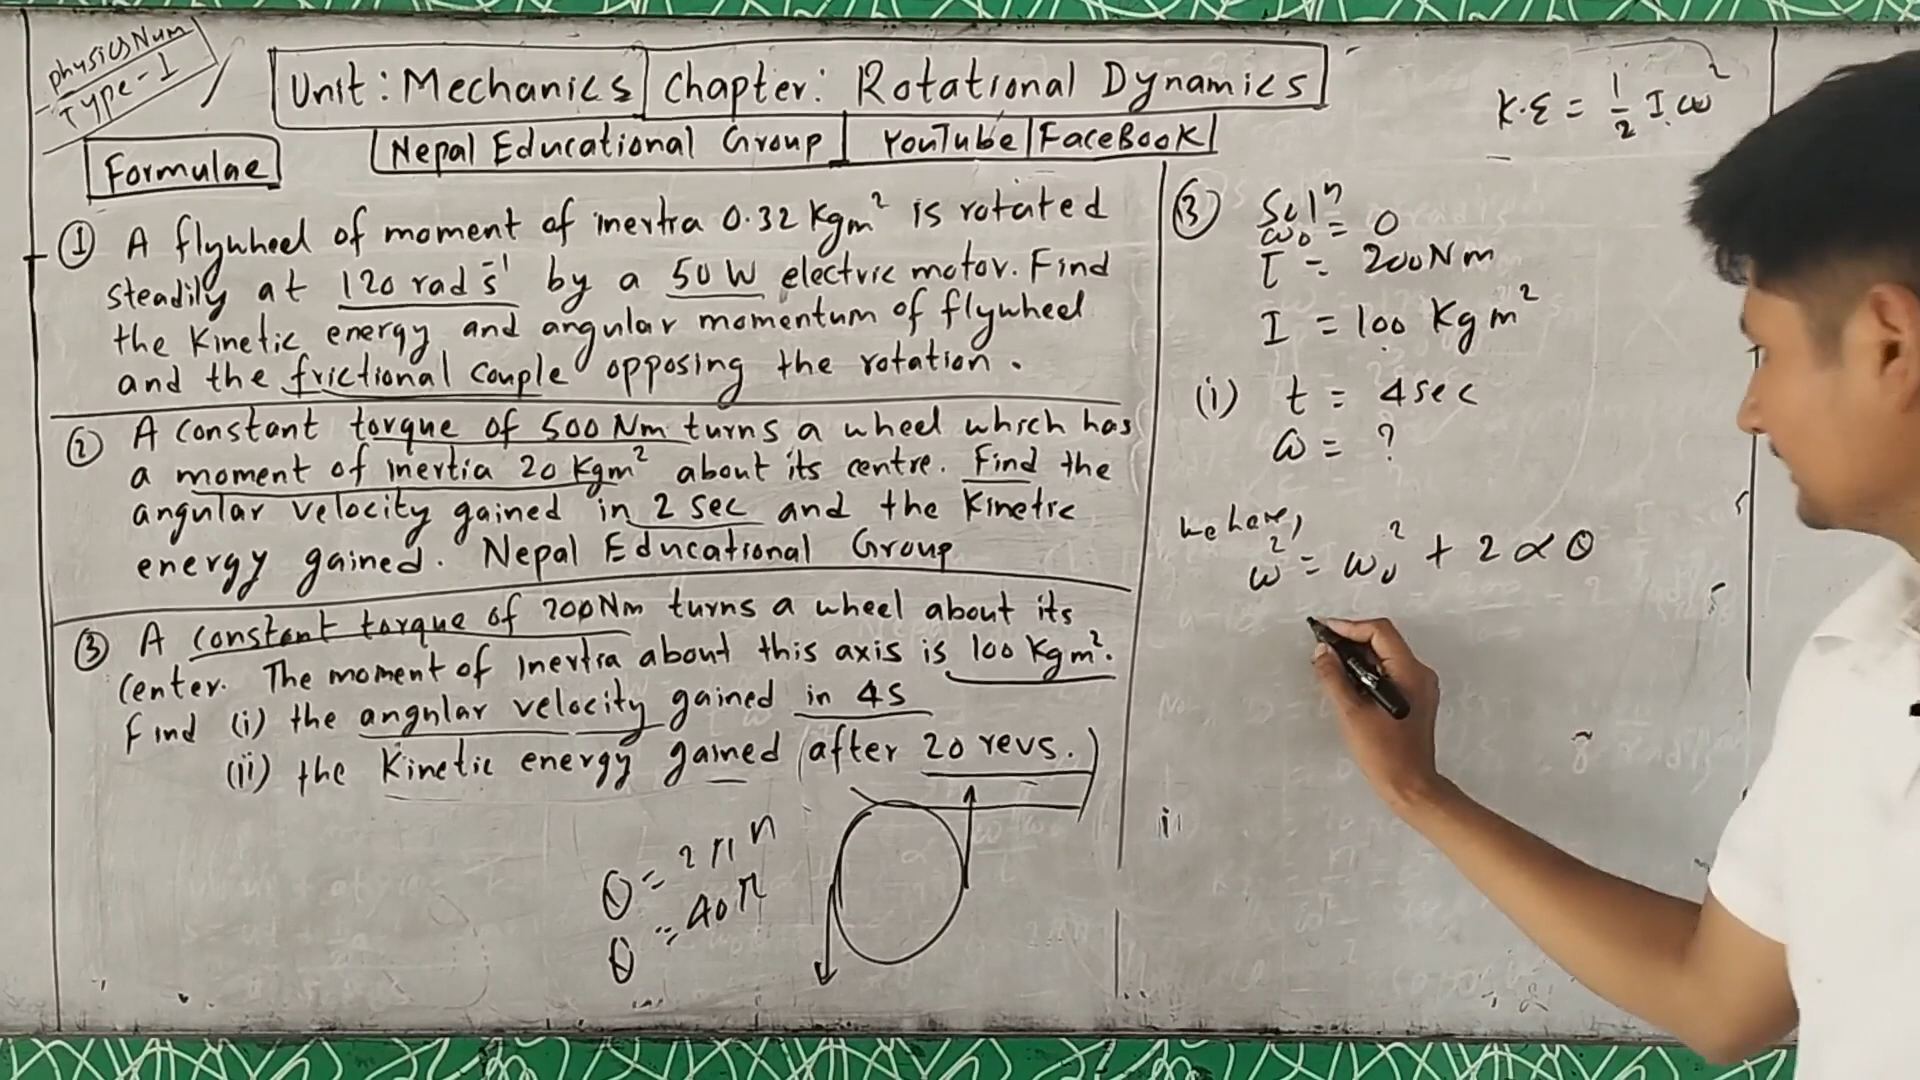 physics Num
Type-I
Unit: Mechanics Chapter: Rotational Dynamics
Nepal Educational Group YouTube FaceBook
Formulae
① A flywheel of moment of inertia 0.32 Kgm² is rotated
steadily at 120 rad s⁻¹ by a 50 W electric motor. Find
the Kinetic energy and angular momentum of flywheel
and the frictional couple opposing the rotation.
② A constant torque of 500 Nm turns a wheel which has
a moment of inertia 20 Kgm² about its centre. Find the
angular velocity gained in 2 sec and the Kinetic
energy gained. Nepal Educational Group
③ A constant torque of 200Nm turns a wheel about its
center. The moment of inertia about this axis is 100 Kgm².
Find (i) the angular velocity gained in 4s
(ii) the Kinetic energy gained (after 20 revs.)
θ = 2πn
θ = 40π
K.E = ½ I ω²
③ Solⁿ
ω₀ = 0
τ = 200Nm
I = 100 Kgm²
(i) t = 4sec
ω = ?
We have,
ω² = ω₀² + 2αθ